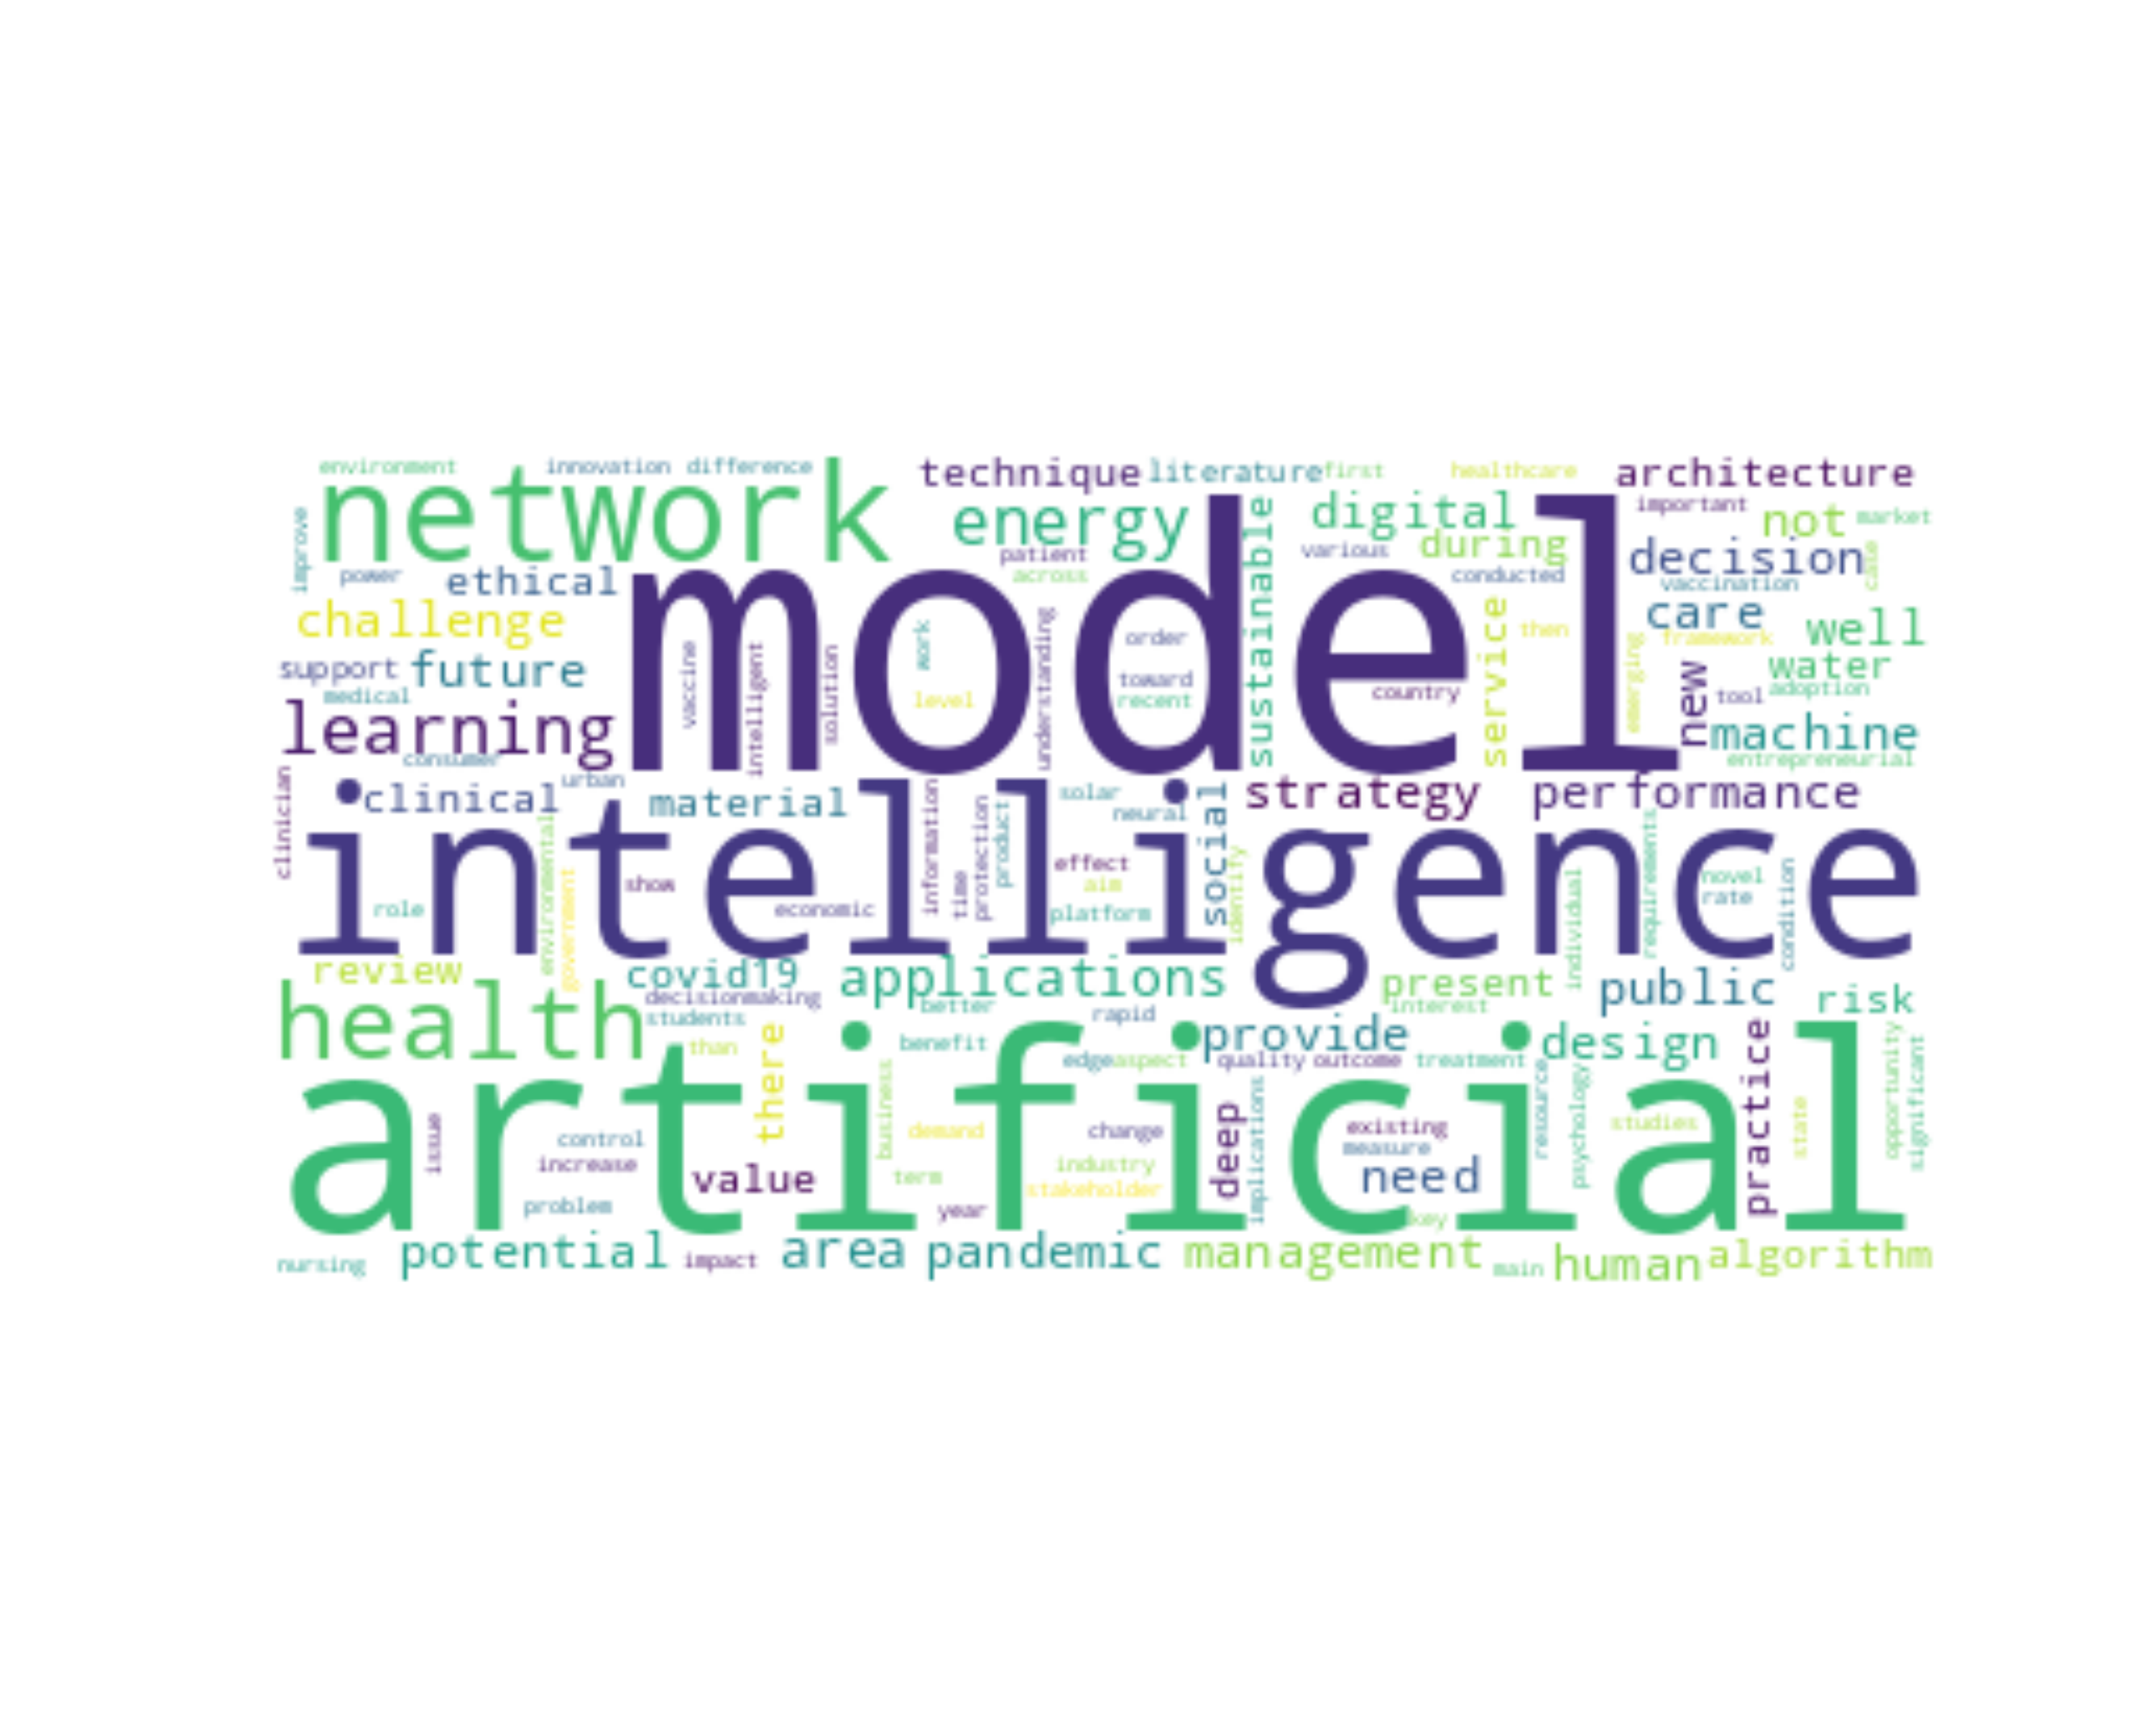 environment innovation difference technique literature first healthcare architecture
network energy sustainable digital important not market
improve power ethical patient across various during conducted decision case vaccination
model
challenge work understanding order service then emerging care framework well
support future vaccine intelligent solution level toward recent country new tool water adoption
medical learning machine
consumer urban entrepreneurial
clinician clinical material information protection product solar neural social strategy performance
intelligence
environmental government show time effect aim identify individual requirements novel rate condition
role economic platform
review covid19 applications present public risk
health decisionmaking students better rapid interest
than there benefit provide design practice opportunity significant
edge aspect quality outcome treatment
artificial
issue control increase business demand change deep implications existing measure resource psychology studies state
problem value term industry stakeholder year need key
nursing potential impact area pandemic management main human algorithm